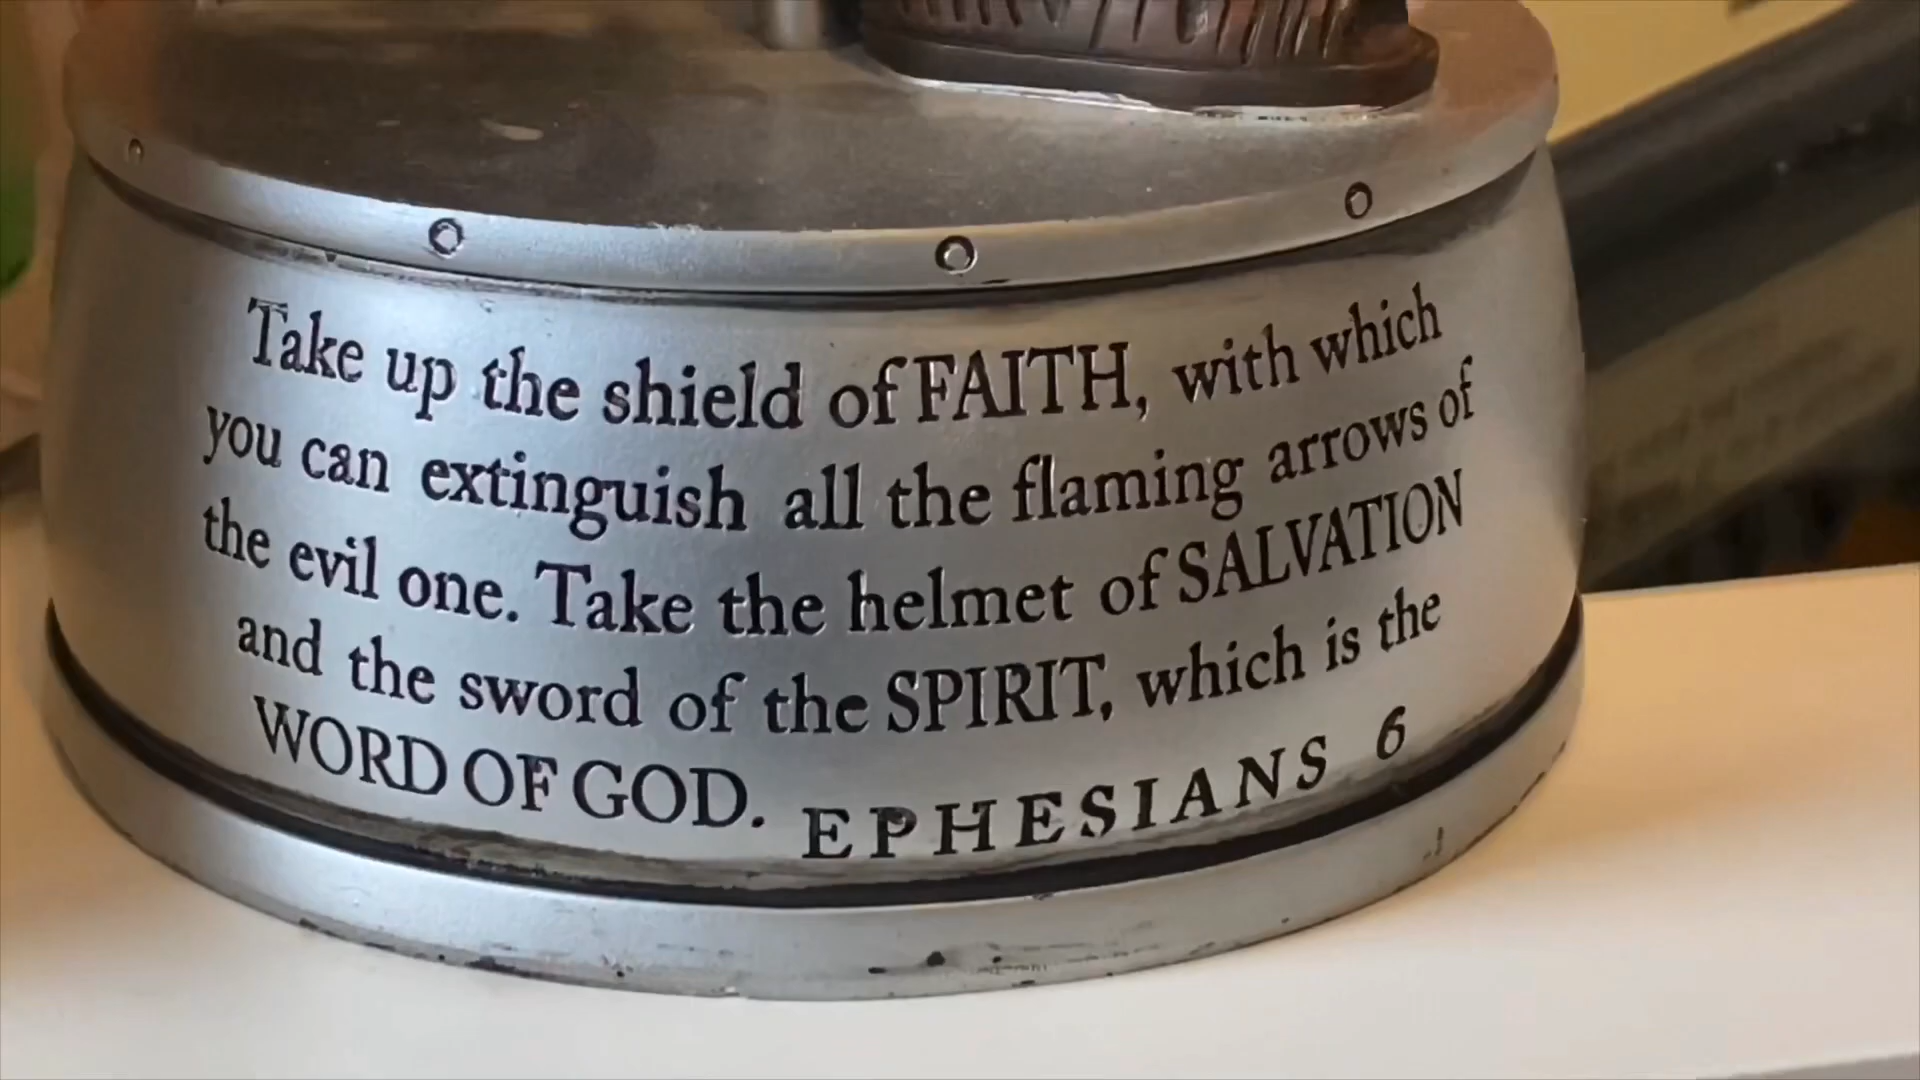 Take up the shield of FAITH, with which
you can extinguish all the flaming arrows of
the evil one. Take the helmet of SALVATION
and the sword of the SPIRIT, which is the
WORD OF GOD. EPHESIANS 6